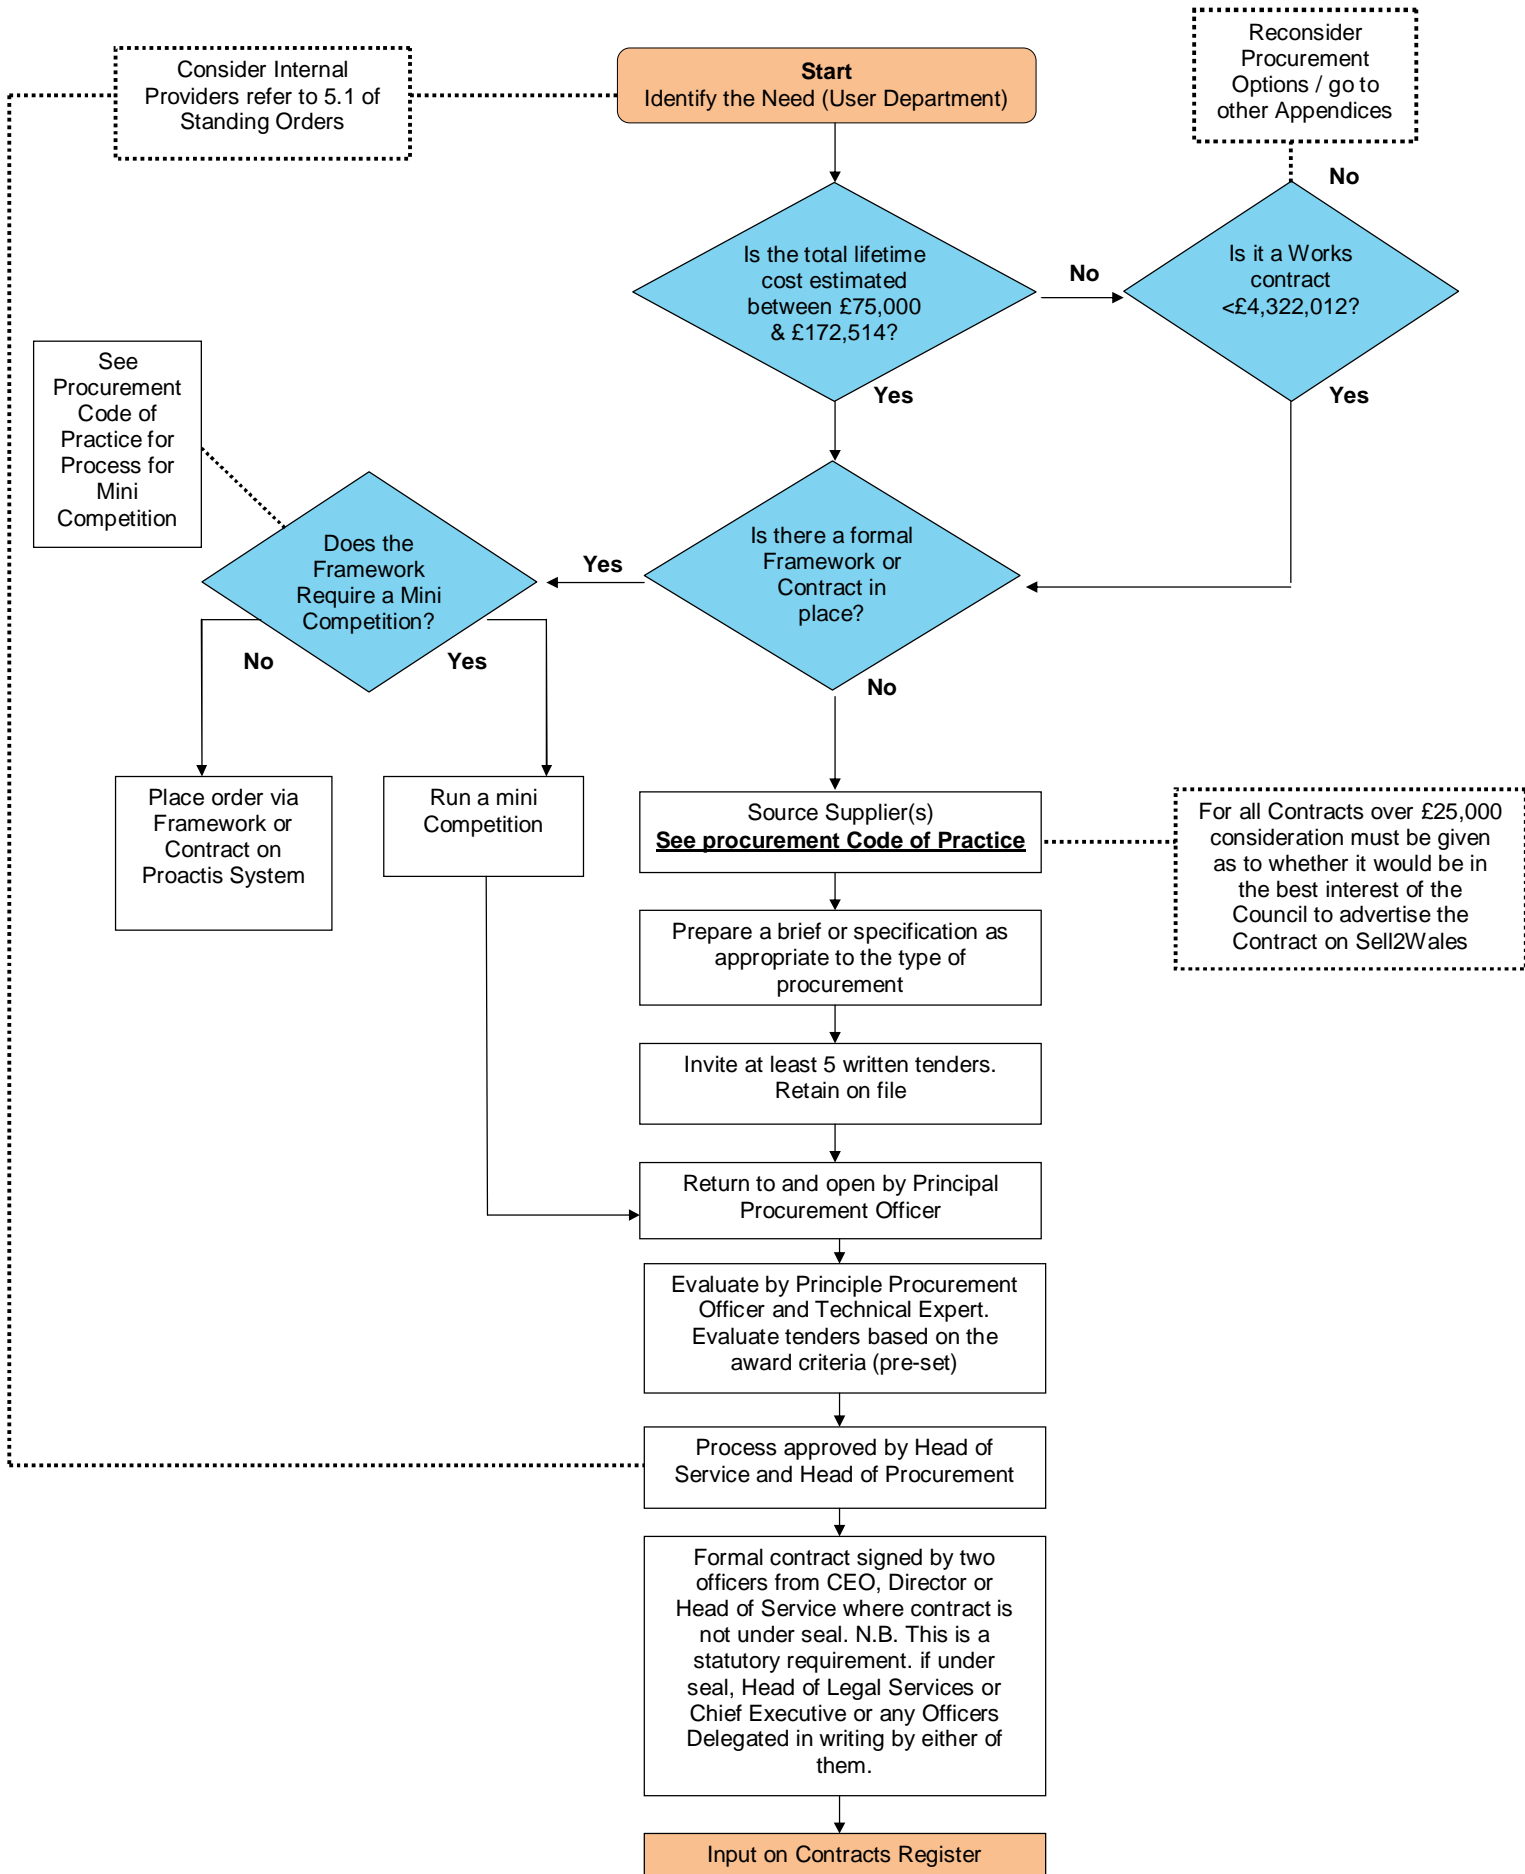 Consider Internal
Providers refer to 5.1 of
Standing Orders
Start
Identify the Need (User Department)
Reconsider
Procurement
Options / go to
other Appendices
No
Is the total lifetime
cost estimated
between £75,000
& £172,514?
No
Is it a Works
contract
<£4,322,012?
Yes
Yes
See
Procurement
Code of
Practice for
Process for
Mini
Competition
Does the
Framework
Require a Mini
Competition?
Yes
Is there a formal
Framework or
Contract in
place?
No
Yes
No
Place order via
Framework or
Contract on
Proactis System
Run a mini
Competition
Source Supplier(s)
See procurement Code of Practice
For all Contracts over £25,000
consideration must be given
as to whether it would be in
the best interest of the
Council to advertise the
Contract on Sell2Wales
Prepare a brief or specification as
appropriate to the type of
procurement
Invite at least 5 written tenders.
Retain on file
Return to and open by Principal
Procurement Officer
Evaluate by Principle Procurement
Officer and Technical Expert.
Evaluate tenders based on the
award criteria (pre-set)
Process approved by Head of
Service and Head of Procurement
Formal contract signed by two
officers from CEO, Director or
Head of Service where contract is
not under seal. N.B. This is a
statutory requirement. if under
seal, Head of Legal Services or
Chief Executive or any Officers
Delegated in writing by either of
them.
Input on Contracts Register